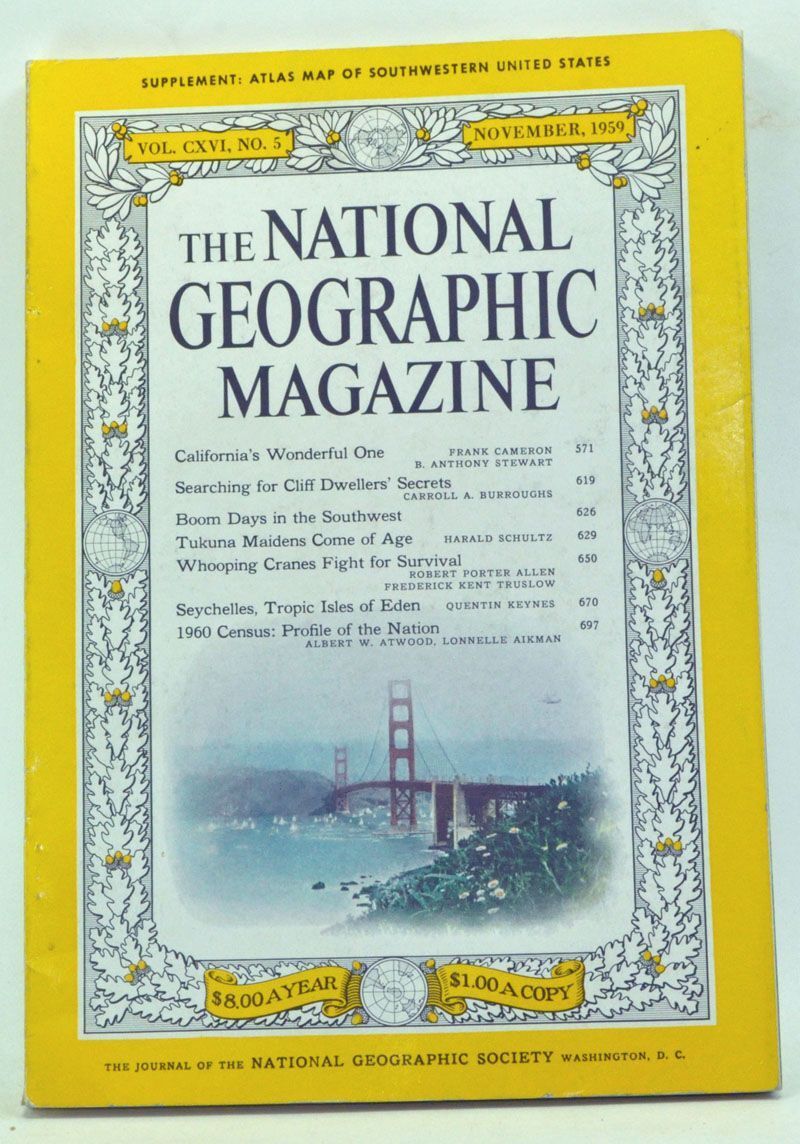 SUPPLEMENT: ATLAS MAP OF SOUTHWESTERN UNITED STATES
VOL. CXVI, NO. 5
NOVEMBER, 1959
THE NATIONAL
GEOGRAPHIC
MAGAZINE
California's Wonderful One FRANK CAMERON 571
B. ANTHONY STEWART
Searching for Cliff Dwellers' Secrets 619
CARROLL A. BURROUGHS
Boom Days in the Southwest 626
Tukuna Maidens Come of Age HARALD SCHULTZ 629
Whooping Cranes Fight for Survival 650
ROBERT PORTER ALLEN
FREDERICK KENT TRUSLOW
Seychelles, Tropic Isles of Eden QUENTIN KEYNES 670
1960 Census: Profile of the Nation 697
ALBERT W. ATWOOD, LONNELLE AIKMAN
$8.00 A YEAR
$1.00 A COPY
THE JOURNAL OF THE NATIONAL GEOGRAPHIC SOCIETY WASHINGTON, D. C.